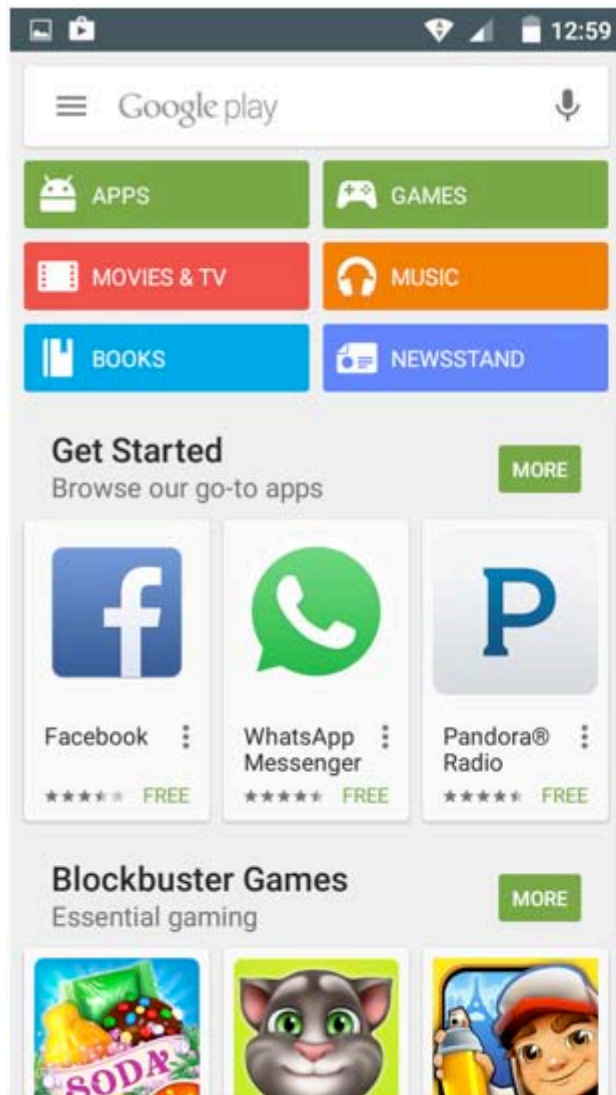 12:59
Google play
APPS
GAMES
MOVIES & TV
MUSIC
BOOKS
NEWSSTAND
Get Started
Browse our go-to apps
MORE
f
P
Facebook
WhatsApp
Messenger
Pandora®
Radio
FREE
FREE
FREE
Blockbuster Games
Essential gaming
MORE
SODA